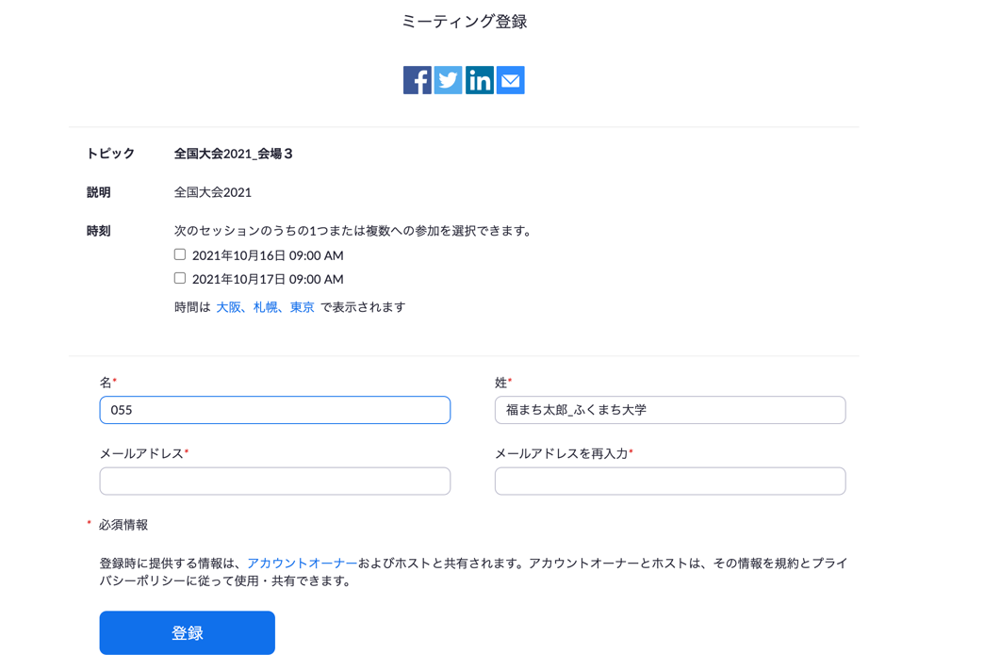 ミーティング登録
トピック 全国大会2021_会場３
説明 全国大会2021
時刻 次のセッションのうちの1つまたは複数への参加を選択できます。
2021年10月16日 09:00 AM
2021年10月17日 09:00 AM
時間は 大阪、札幌、東京 で表示されます
名* 姓*
055 福まち太郎_ふくまち大学
メールアドレス* メールアドレスを再入力*
* 必須情報
登録時に提供する情報は、アカウントオーナーおよびホストと共有されます。アカウントオーナーとホストは、その情報を規約とプライ
バシーポリシーに従って使用・共有できます。
登録